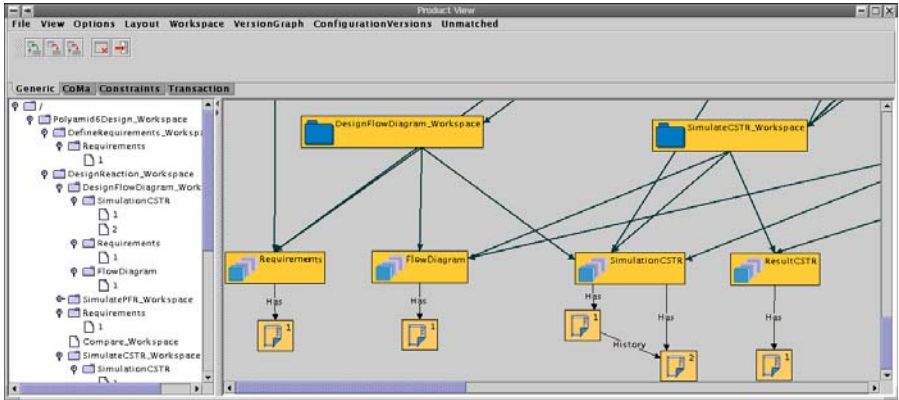 Product View
File View Options Layout Workspace VersionGraph ConfigurationVersions Unmatched
Generic CoMa Constraints Transaction
/
Polyamid6Design_Workspace
DefineRequirements_Workspa
Requirements
1
DesignReaction_Workspace
DesignFlowDiagram_Work
SimulationCSTR
1
2
Requirements
1
FlowDiagram
1
SimulatePFR_Workspace
Requirements
1
Compare_Workspace
SimulateCSTR_Workspace
SimulationCSTR
1
DesignFlowDiagram_Workspace
SimulateCSTR_Workspace
Requirements
FlowDiagram
SimulationCSTR
ResultCSTR
Has
Has
Has
Has
Has
1
1
1
History
2
1